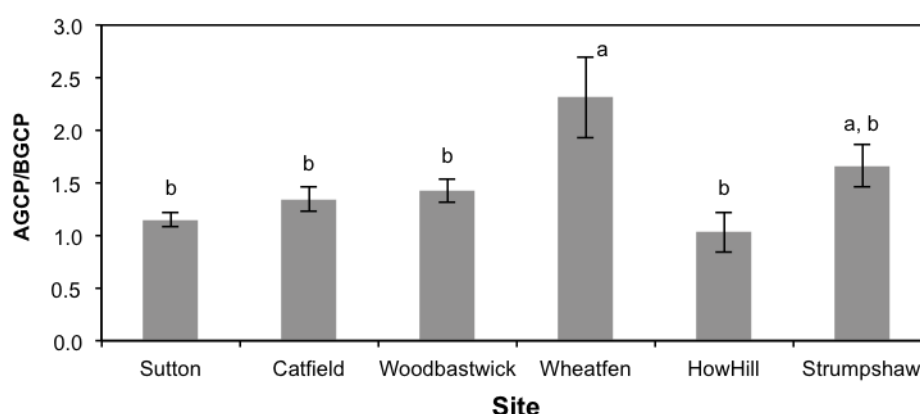 3.0
2.5
2.0
1.5
1.0
0.5
0.0
AGCP/BGCP
b
b
b
a
b
a, b
Sutton
Catfield
Woodbastwick
Wheatfen
HowHill
Strumpshaw
Site